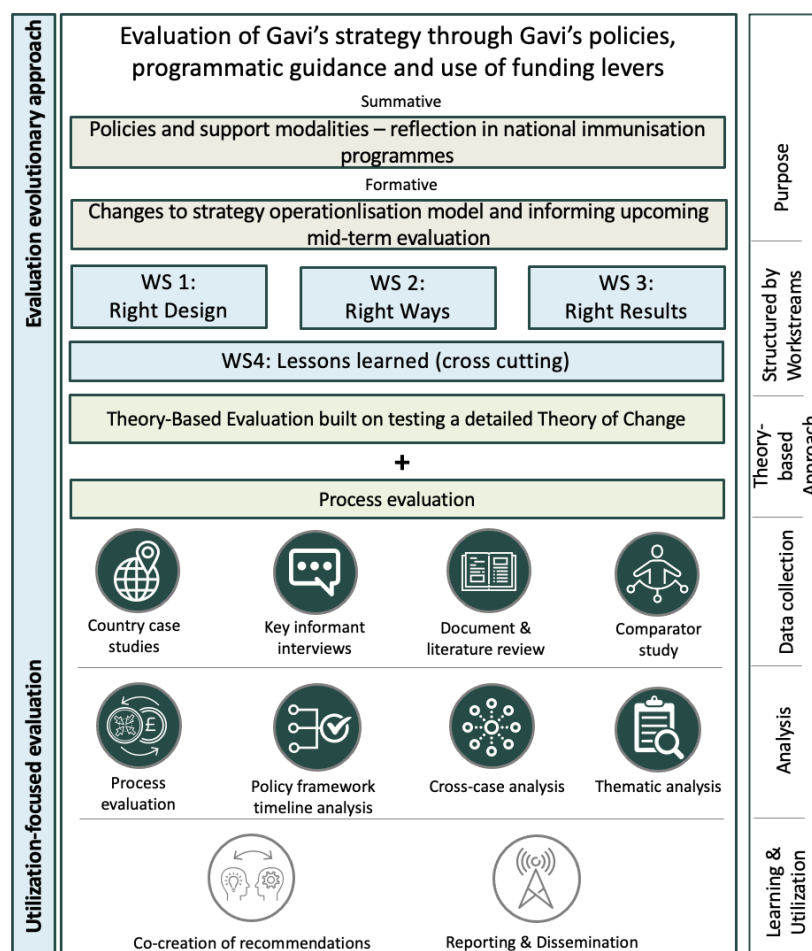 Evaluation evolutionary approach
Utilization-focused evaluation
Evaluation of Gavi's strategy through Gavi's policies,
programmatic guidance and use of funding levers
Summative
Policies and support modalities – reflection in national immunisation
programmes
Formative
Changes to strategy operationlisation model and informing upcoming
mid-term evaluation
Purpose
WS 1:
Right Design
WS 2:
Right Ways
WS 3:
Right Results
WS4: Lessons learned (cross cutting)
Structured by
Workstreams
Theory-Based Evaluation built on testing a detailed Theory of Change
+
Process evaluation
Theory-
based
Approach
Country case
studies
Key informant
interviews
Document &
literature review
Comparator
study
Data collection
£
Process
evaluation
Policy framework
timeline analysis
Cross-case analysis
Thematic analysis
Analysis
Co-creation of recommendations
Reporting & Dissemination
Learning &
Utilization